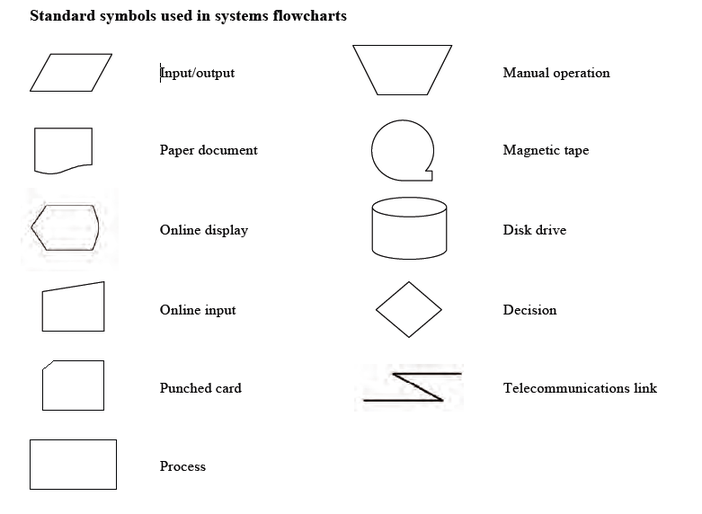 Standard symbols used in systems flowcharts
Input/output
Manual operation
Paper document
Magnetic tape
Online display
Disk drive
Online input
Decision
Punched card
Telecommunications link
Process